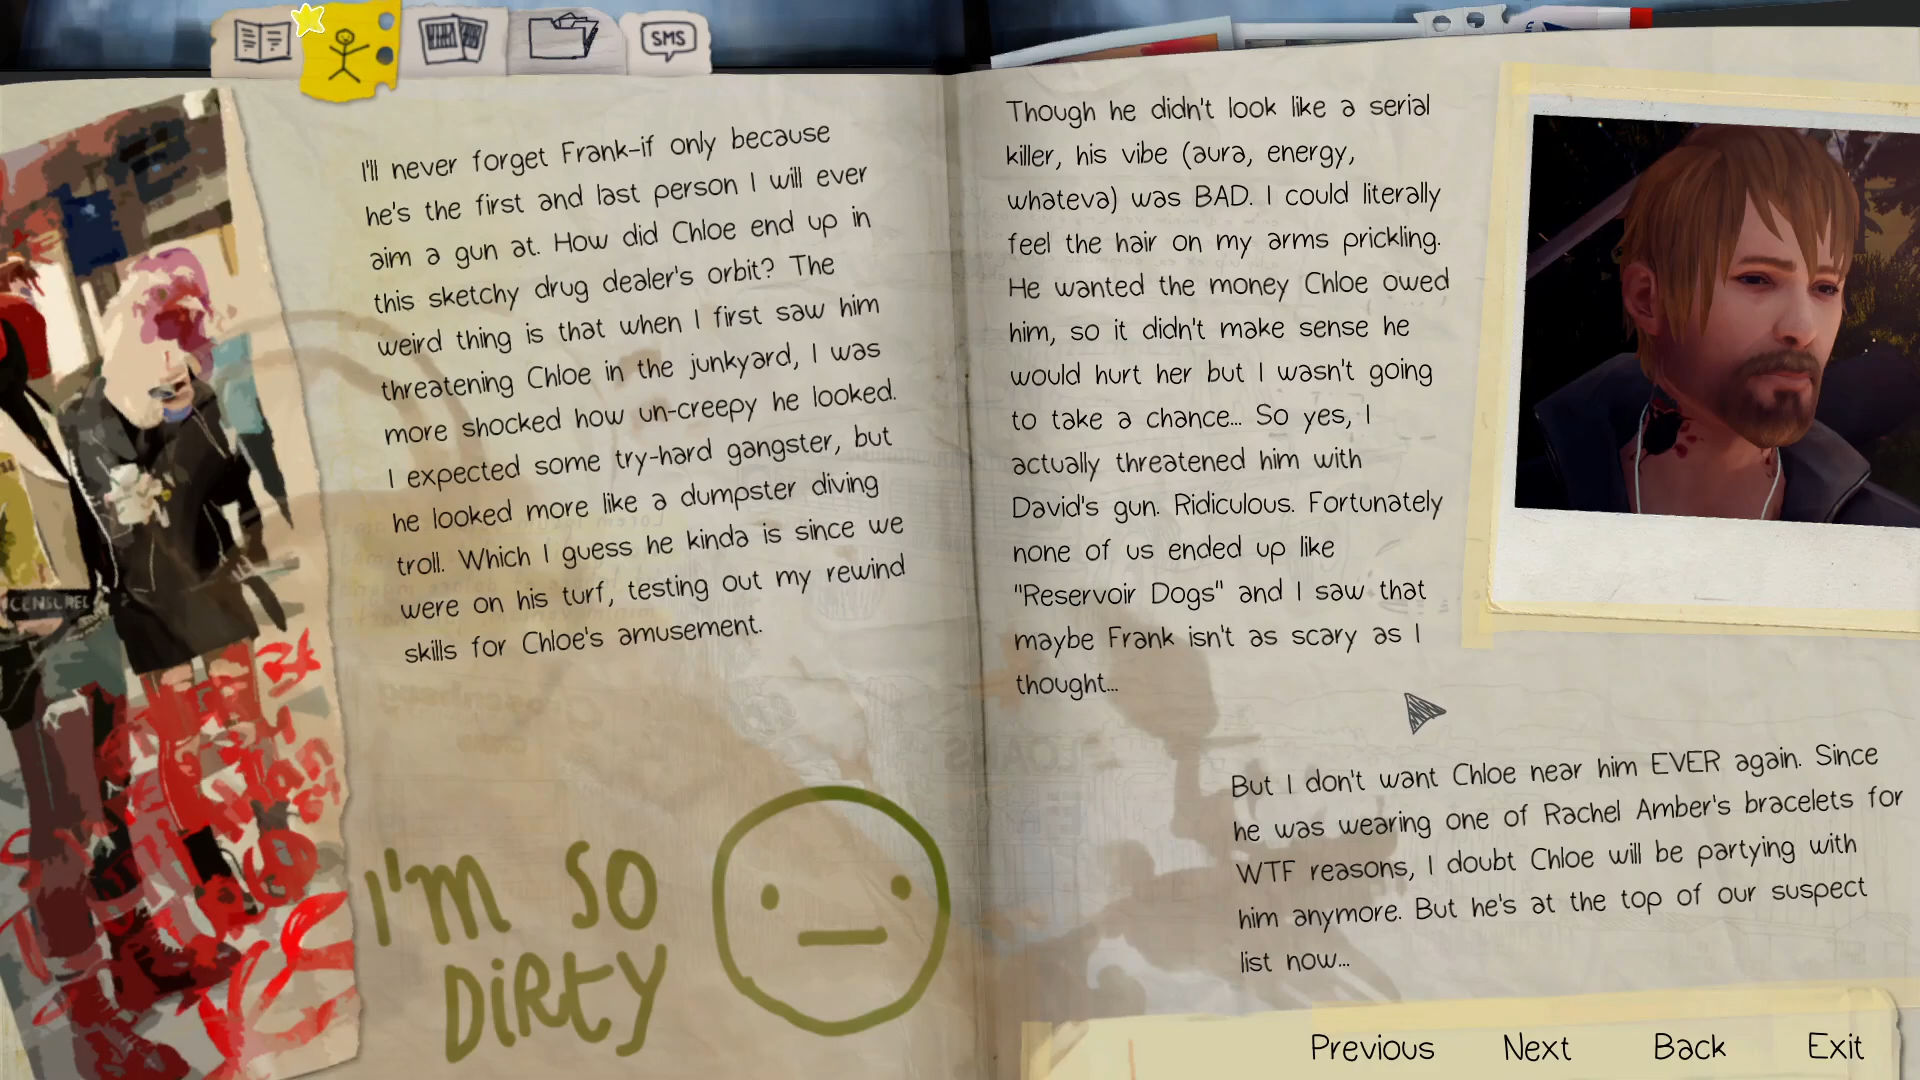 SMS
I'll never forget Frank-if only because
he's the first and last person I will ever
aim a gun at. How did Chloe end up in
this sketchy drug dealer's orbit? The
weird thing is that when I first saw him
threatening Chloe in the junkyard, I was
more shocked how un-creepy he looked.
I expected some try-hard gangster, but
he looked more like a dumpster diving
troll. Which I guess he kinda is since we
were on his turf, testing out my rewind
skills for Chloe's amusement.
I'M SO
DIRTY
Though he didn't look like a serial
killer, his vibe (aura, energy,
whateva) was BAD. I could literally
feel the hair on my arms prickling.
He wanted the money Chloe owed
him, so it didn't make sense he
would hurt her but I wasn't going
to take a chance... So yes, I
actually threatened him with
David's gun. Ridiculous. Fortunately
none of us ended up like
"Reservoir Dogs" and I saw that
maybe Frank isn't as scary as I
thought...
But I don't want Chloe near him EVER again. Since
he was wearing one of Rachel Amber's bracelets for
WTF reasons, I doubt Chloe will be partying with
him anymore. But he's at the top of our suspect
list now...
Previous Next Back Exit